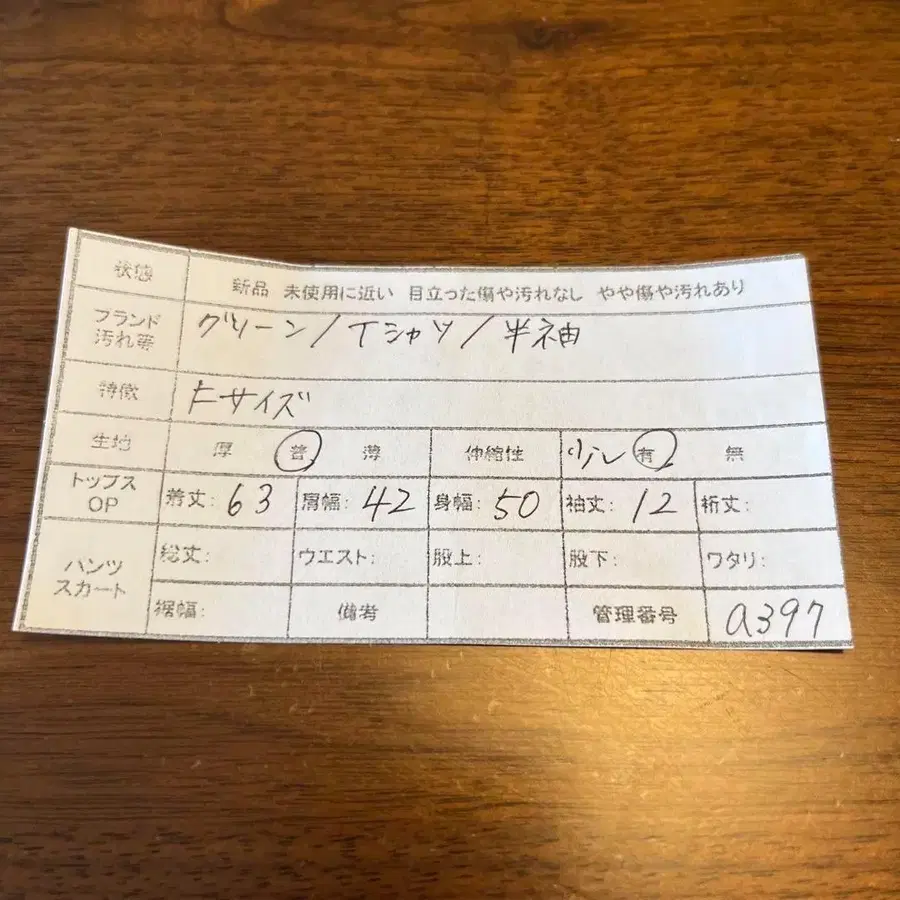 状態 新品 未使用に近い 目立った傷や汚れなし やや傷や汚れあり
ブランド 汚れ等 グリーン/Tシャツ/半袖
特徴 Fサイズ
生地 厚 普 薄 伸縮性 少し 有 無
トップス OP 着丈: 63 肩幅: 42 身幅: 50 袖丈: 12 裄丈:
パンツ スカート 総丈: ウエスト: 股上: 股下: ワタリ:
裾幅: 備考 管理番号 a397